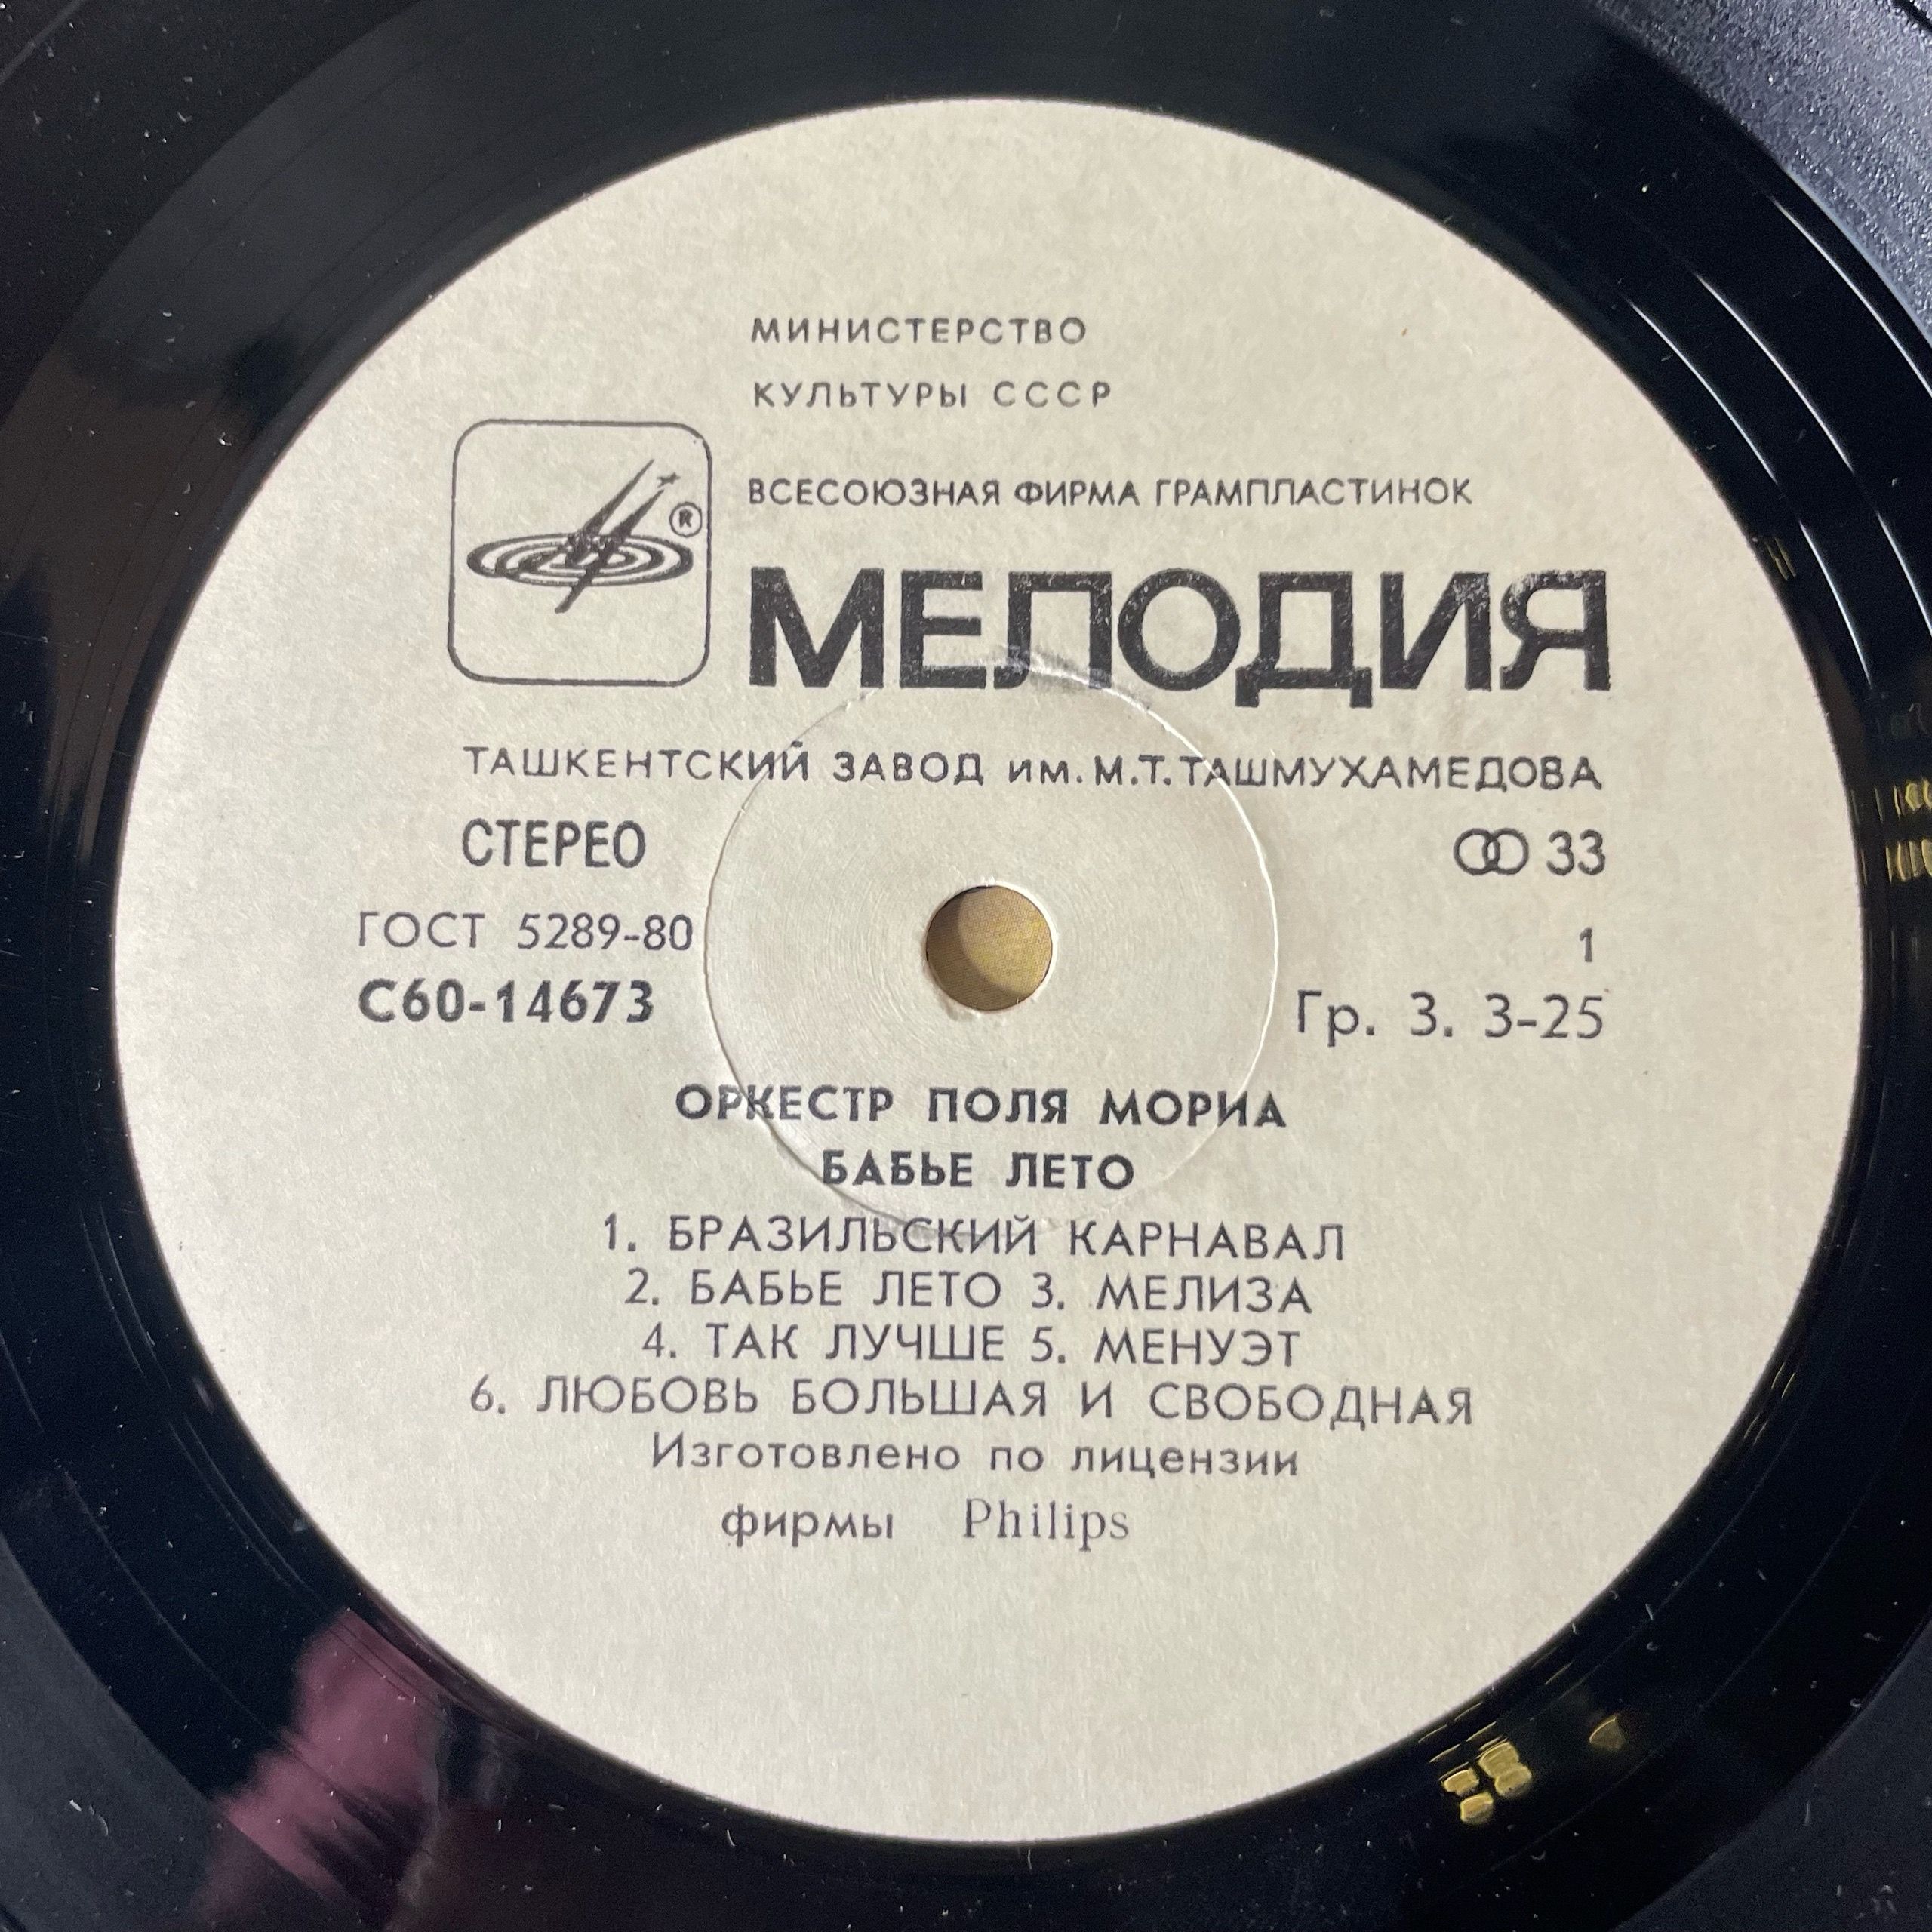 МИНИСТЕРСТВО
КУЛЬТУРЫ СССР
ВСЕСОЮЗНАЯ ФИРМА ГРАМПЛАСТИНОК
®
МЕЛОДИЯ
ТАШКЕНТСКИЙ ЗАВОД им. М.Т. ТАШМУХАМЕДОВА
СТЕРЕО 33
ГОСТ 5289-80 1
С60-14673 Гр. 3. 3-25
ОРКЕСТР ПОЛЯ МОРИА
БАБЬЕ ЛЕТО
1. БРАЗИЛЬСКИЙ КАРНАВАЛ
2. БАБЬЕ ЛЕТО 3. МЕЛИЗА
4. ТАК ЛУЧШЕ 5. МЕНУЭТ
6. ЛЮБОВЬ БОЛЬШАЯ И СВОБОДНАЯ
Изготовлено по лицензии
фирмы Philips